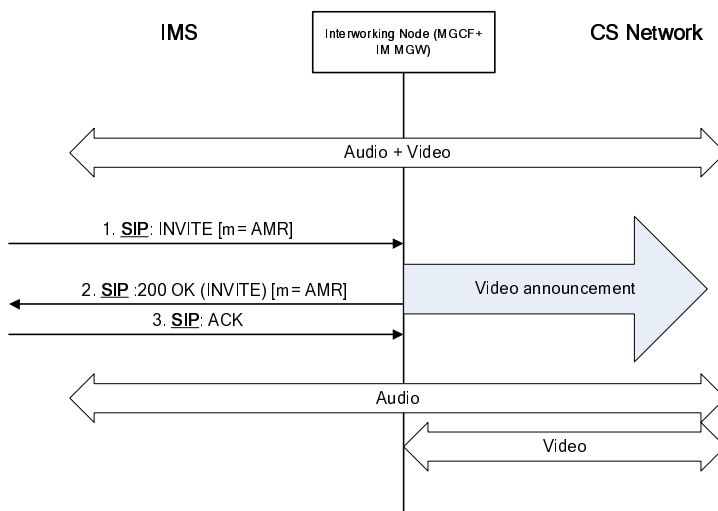 IMS
Interworking Node (MGCF+
IM MGW)
CS Network
Audio + Video
1. SIP: INVITE [m= AMR]
2. SIP :200 OK (INVITE) [m= AMR]
Video announcement
3. SIP: ACK
Audio
Video